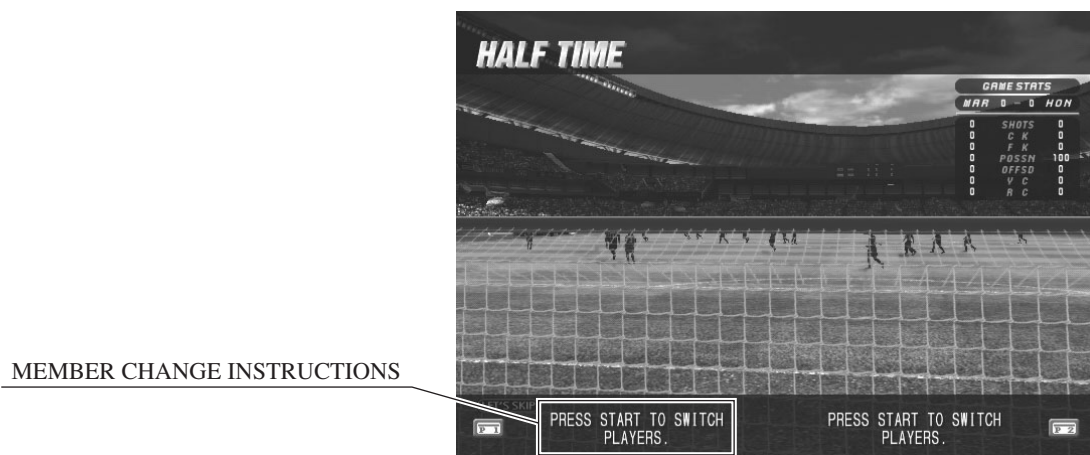 HALF TIME
GAME STATS
MAR 0 - 0 HON
0 SHOTS 0
0 C K 0
0 F K 0
0 POSSN 100
0 OFFSD 0
0 Y C 0
0 R C 0
MEMBER CHANGE INSTRUCTIONS
LET'S SKIP
P 1 PRESS START TO SWITCH PRESS START TO SWITCH P 2
PLAYERS. PLAYERS.